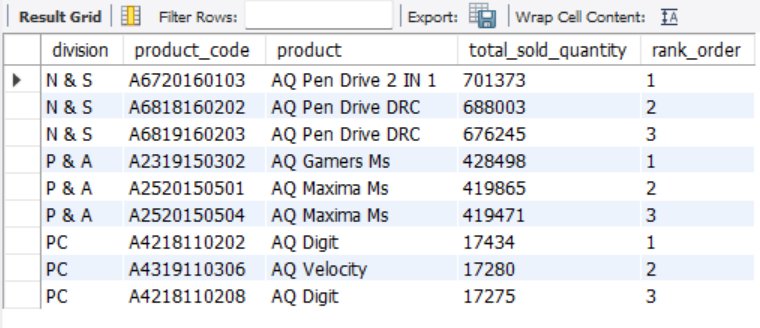 Result Grid Filter Rows: Export: Wrap Cell Content: IA
division product_code product total_sold_quantity rank_order
N & S A6720160103 AQ Pen Drive 2 IN 1 701373 1
N & S A6818160202 AQ Pen Drive DRC 688003 2
N & S A6819160203 AQ Pen Drive DRC 676245 3
P & A A2319150302 AQ Gamers Ms 428498 1
P & A A2520150501 AQ Maxima Ms 419865 2
P & A A2520150504 AQ Maxima Ms 419471 3
PC A4218110202 AQ Digit 17434 1
PC A4319110306 AQ Velocity 17280 2
PC A4218110208 AQ Digit 17275 3